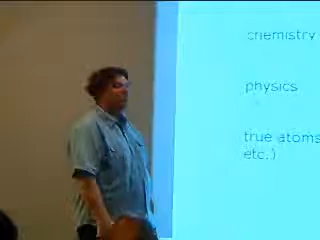 chemistry
physics
true atoms
etc.)